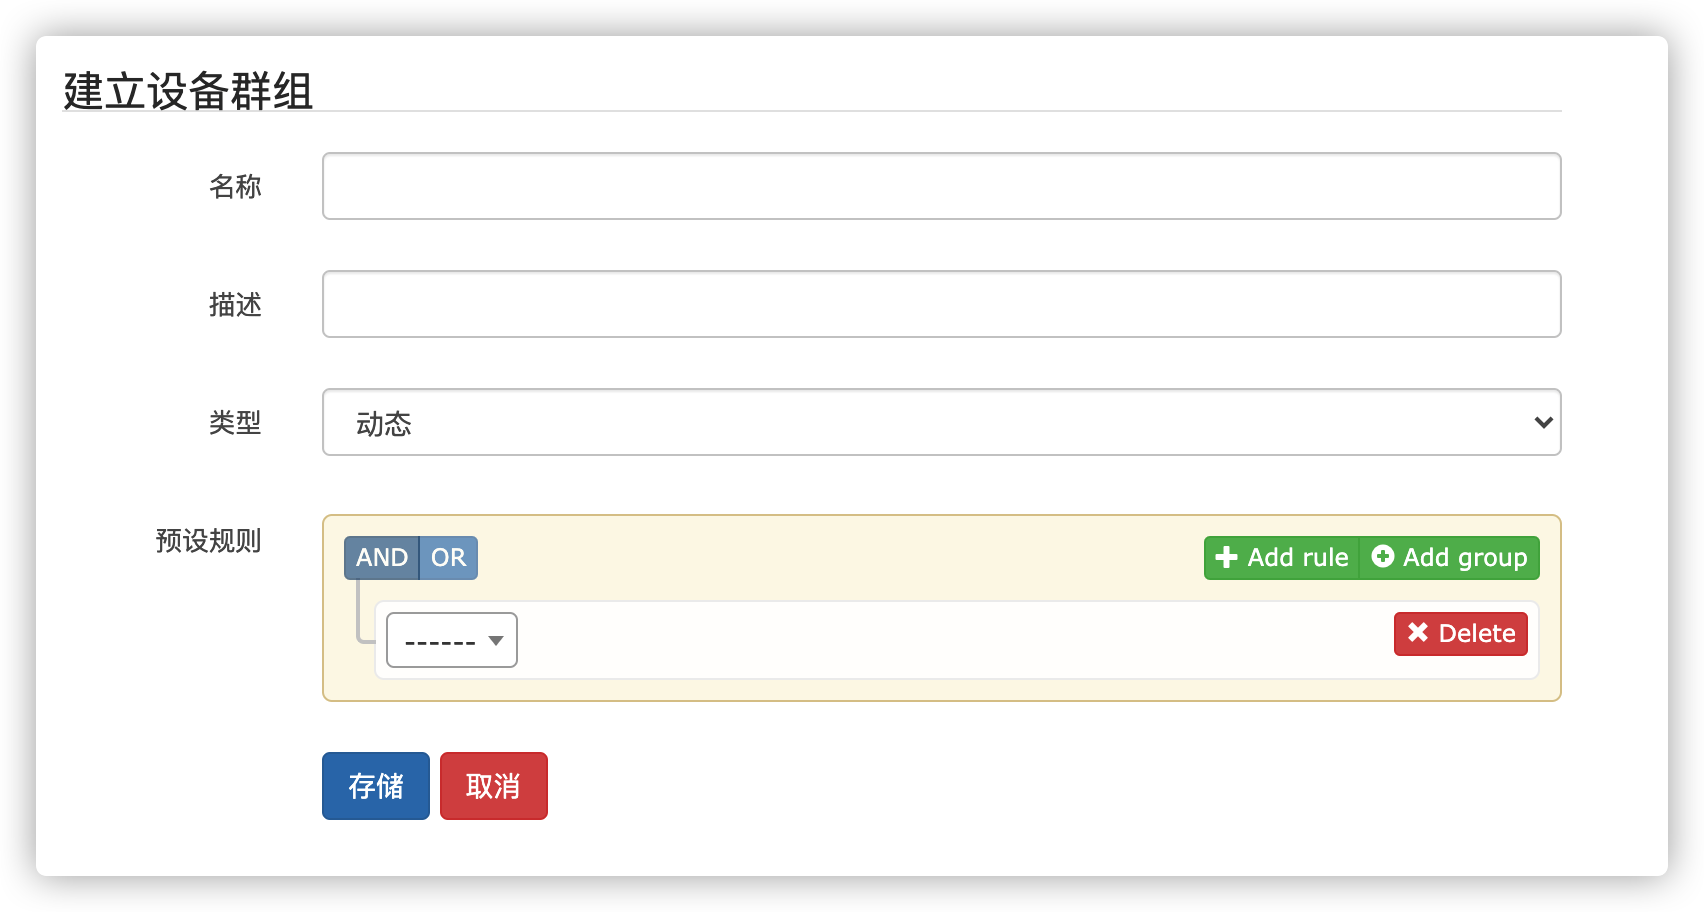 建立设备群组
名称
描述
类型
动态
预设规则
AND OR
Add rule Add group
------
Delete
存储 取消